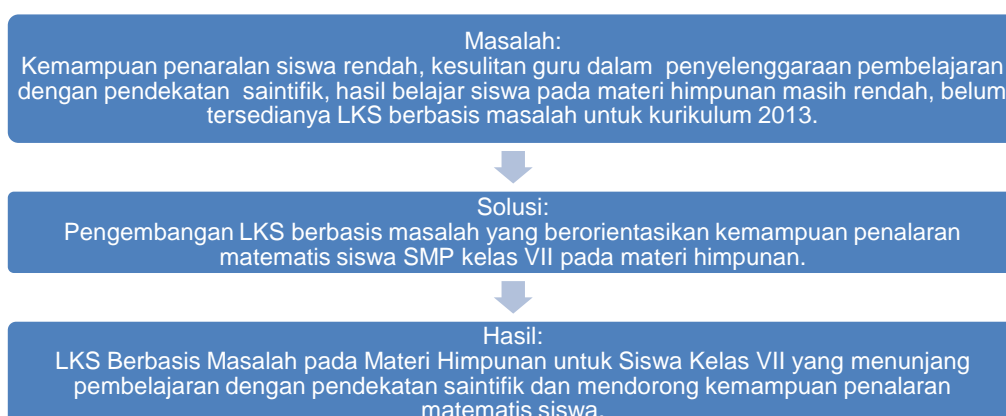 Masalah:
Kemampuan penaralan siswa rendah, kesulitan guru dalam penyelenggaraan pembelajaran
dengan pendekatan saintifik, hasil belajar siswa pada materi himpunan masih rendah, belum
tersedianya LKS berbasis masalah untuk kurikulum 2013.
Solusi:
Pengembangan LKS berbasis masalah yang berorientasikan kemampuan penalaran
matematis siswa SMP kelas VII pada materi himpunan.
Hasil:
LKS Berbasis Masalah pada Materi Himpunan untuk Siswa Kelas VII yang menunjang
pembelajaran dengan pendekatan saintifik dan mendorong kemampuan penalaran
matematis siswa.